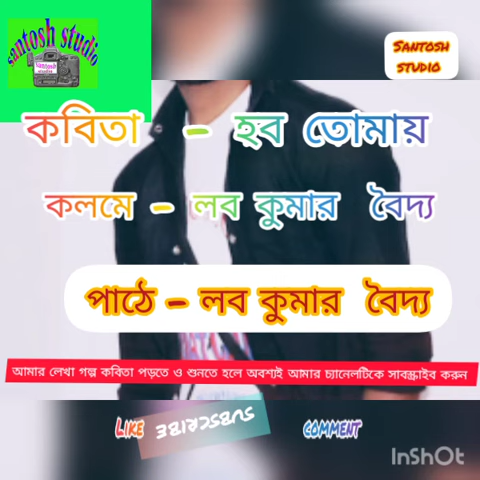 santosh studio
Santosh
studio
SANTOSH
STUDIO
কবিতা - হব তোমায়
কলমে - লব কুমার বৈদ্য
পাঠে - লব কুমার বৈদ্য
আমার লেখা গল্প কবিতা পড়তে ও শুনতে হলে অবশ্যই আমার চ্যানেলটিকে সাবস্ক্রাইব করুন
LIKE SUBSCRIBE COMMENT
InShOt